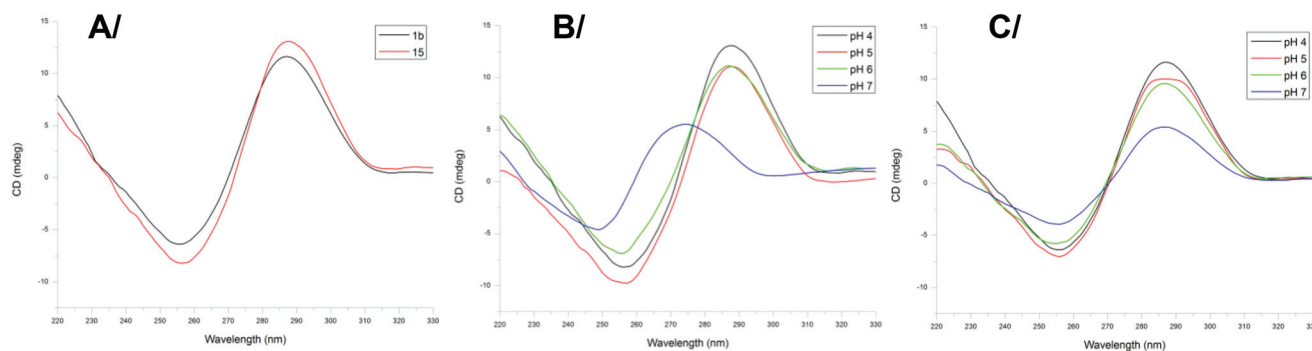 A/
1b
15
15
10
5
0
-5
-10
CD (mdeg)
220 230 240 250 260 270 280 290 300 310 320 330
Wavelength (nm)
B/
pH 4
pH 5
pH 6
pH 7
15
10
5
0
-5
-10
CD (mdeg)
220 230 240 250 260 270 280 290 300 310 320 330
Wavelength (nm)
C/
pH 4
pH 5
pH 6
pH 7
15
10
5
0
-5
-10
CD (mdeg)
220 230 240 250 260 270 280 290 300 310 320 33
Wavelength (nm)